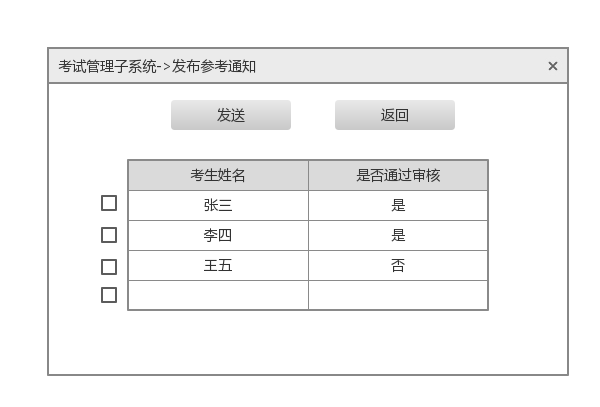 考试管理子系统->发布参考通知 ×
发送 返回
考生姓名 是否通过审核
张三 是
李四 是
王五 否